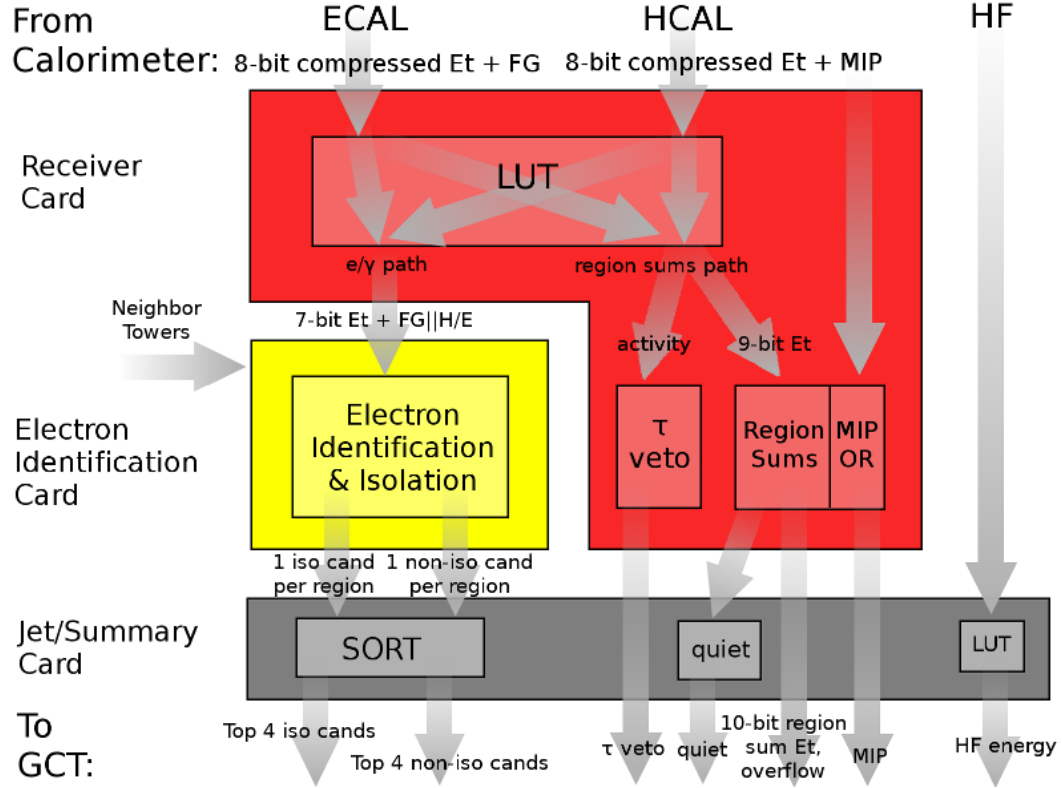 From
Calorimeter:
ECAL
HCAL
HF
8-bit compressed Et + FG
8-bit compressed Et + MIP
Receiver
Card
LUT
e/γ path
region sums path
Neighbor
Towers
7-bit Et + FG||H/E
activity
9-bit Et
Electron
Identification
Card
Electron
Identification
& Isolation
τ
veto
Region
Sums
MIP
OR
1 iso cand
per region
1 non-iso cand
per region
Jet/Summary
Card
SORT
quiet
LUT
To
GCT:
Top 4 iso cands
Top 4 non-iso cands
τ veto
quiet
10-bit region
sum Et,
overflow
MIP
HF energy